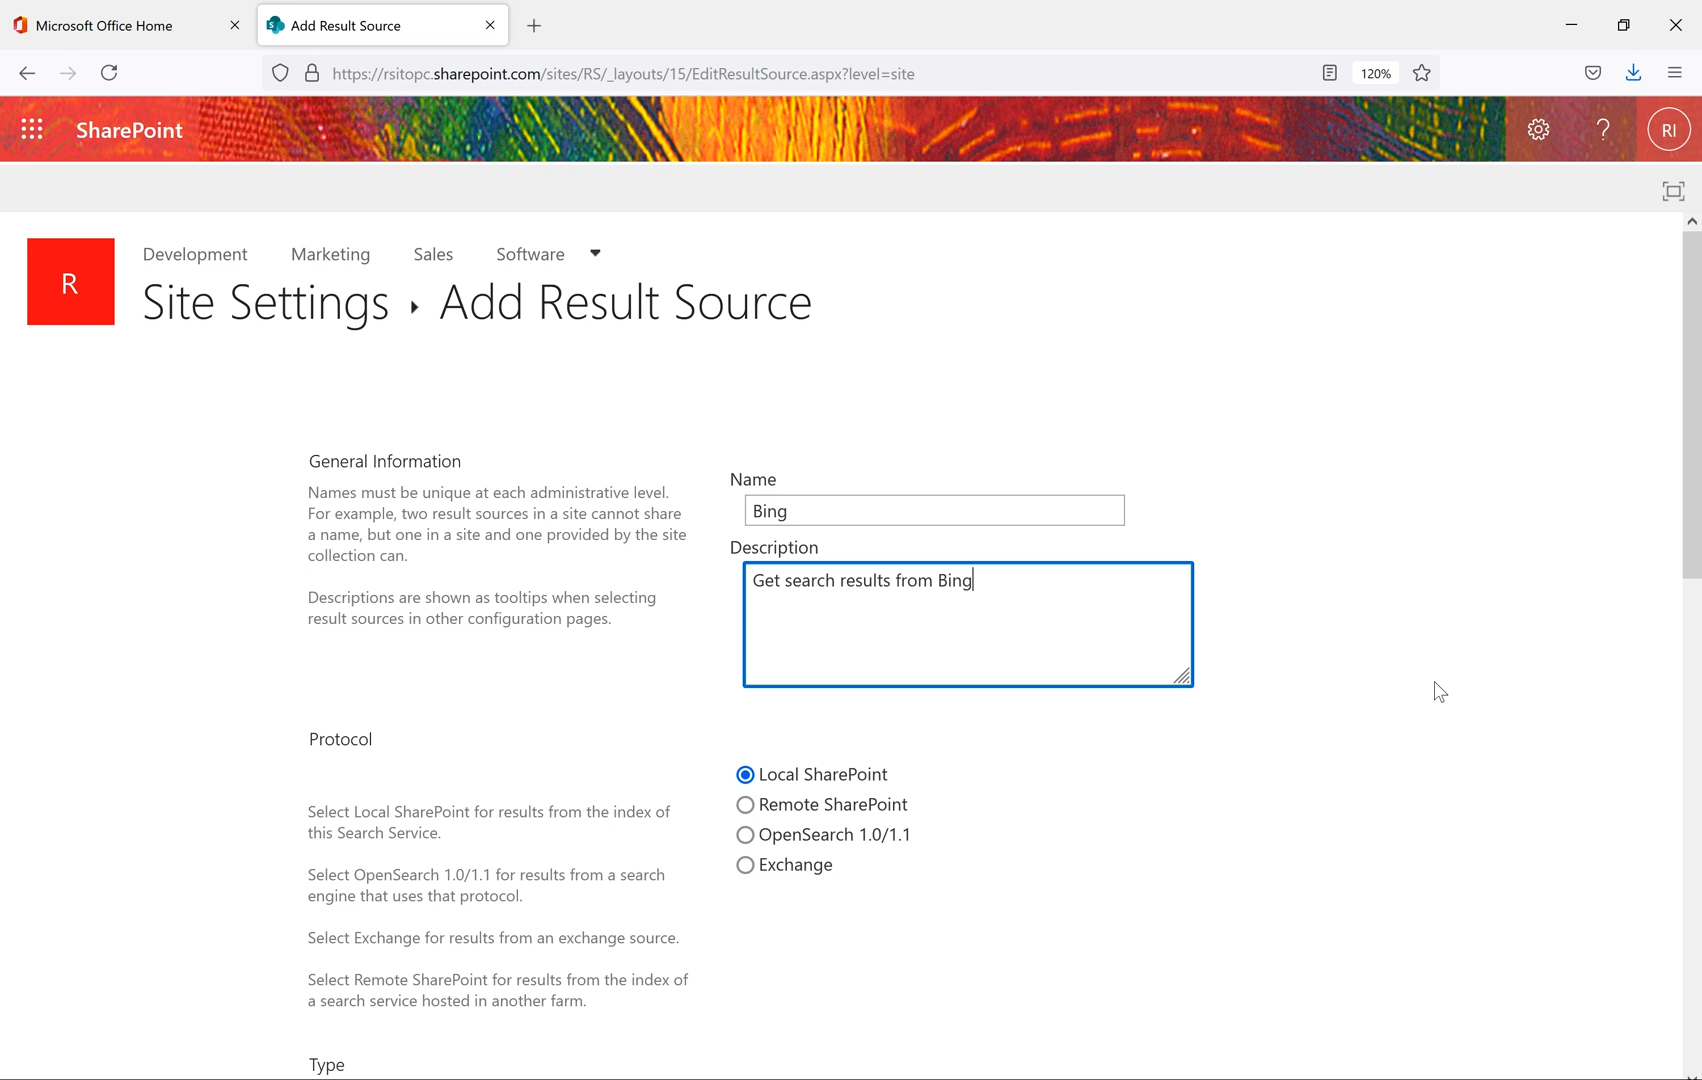 Microsoft Office Home
Add Result Source
https://rsitopc.sharepoint.com/sites/RS/_layouts/15/EditResultSource.aspx?level=site
120%
SharePoint
?
RI
R
Development Marketing Sales Software
Site Settings Add Result Source
General Information
Names must be unique at each administrative level.
For example, two result sources in a site cannot share
a name, but one in a site and one provided by the site
collection can.
Descriptions are shown as tooltips when selecting
result sources in other configuration pages.
Name
Bing
Description
Get search results from Bing
Protocol
Select Local SharePoint for results from the index of
this Search Service.
Select OpenSearch 1.0/1.1 for results from a search
engine that uses that protocol.
Select Exchange for results from an exchange source.
Select Remote SharePoint for results from the index of
a search service hosted in another farm.
Local SharePoint
Remote SharePoint
OpenSearch 1.0/1.1
Exchange
Type